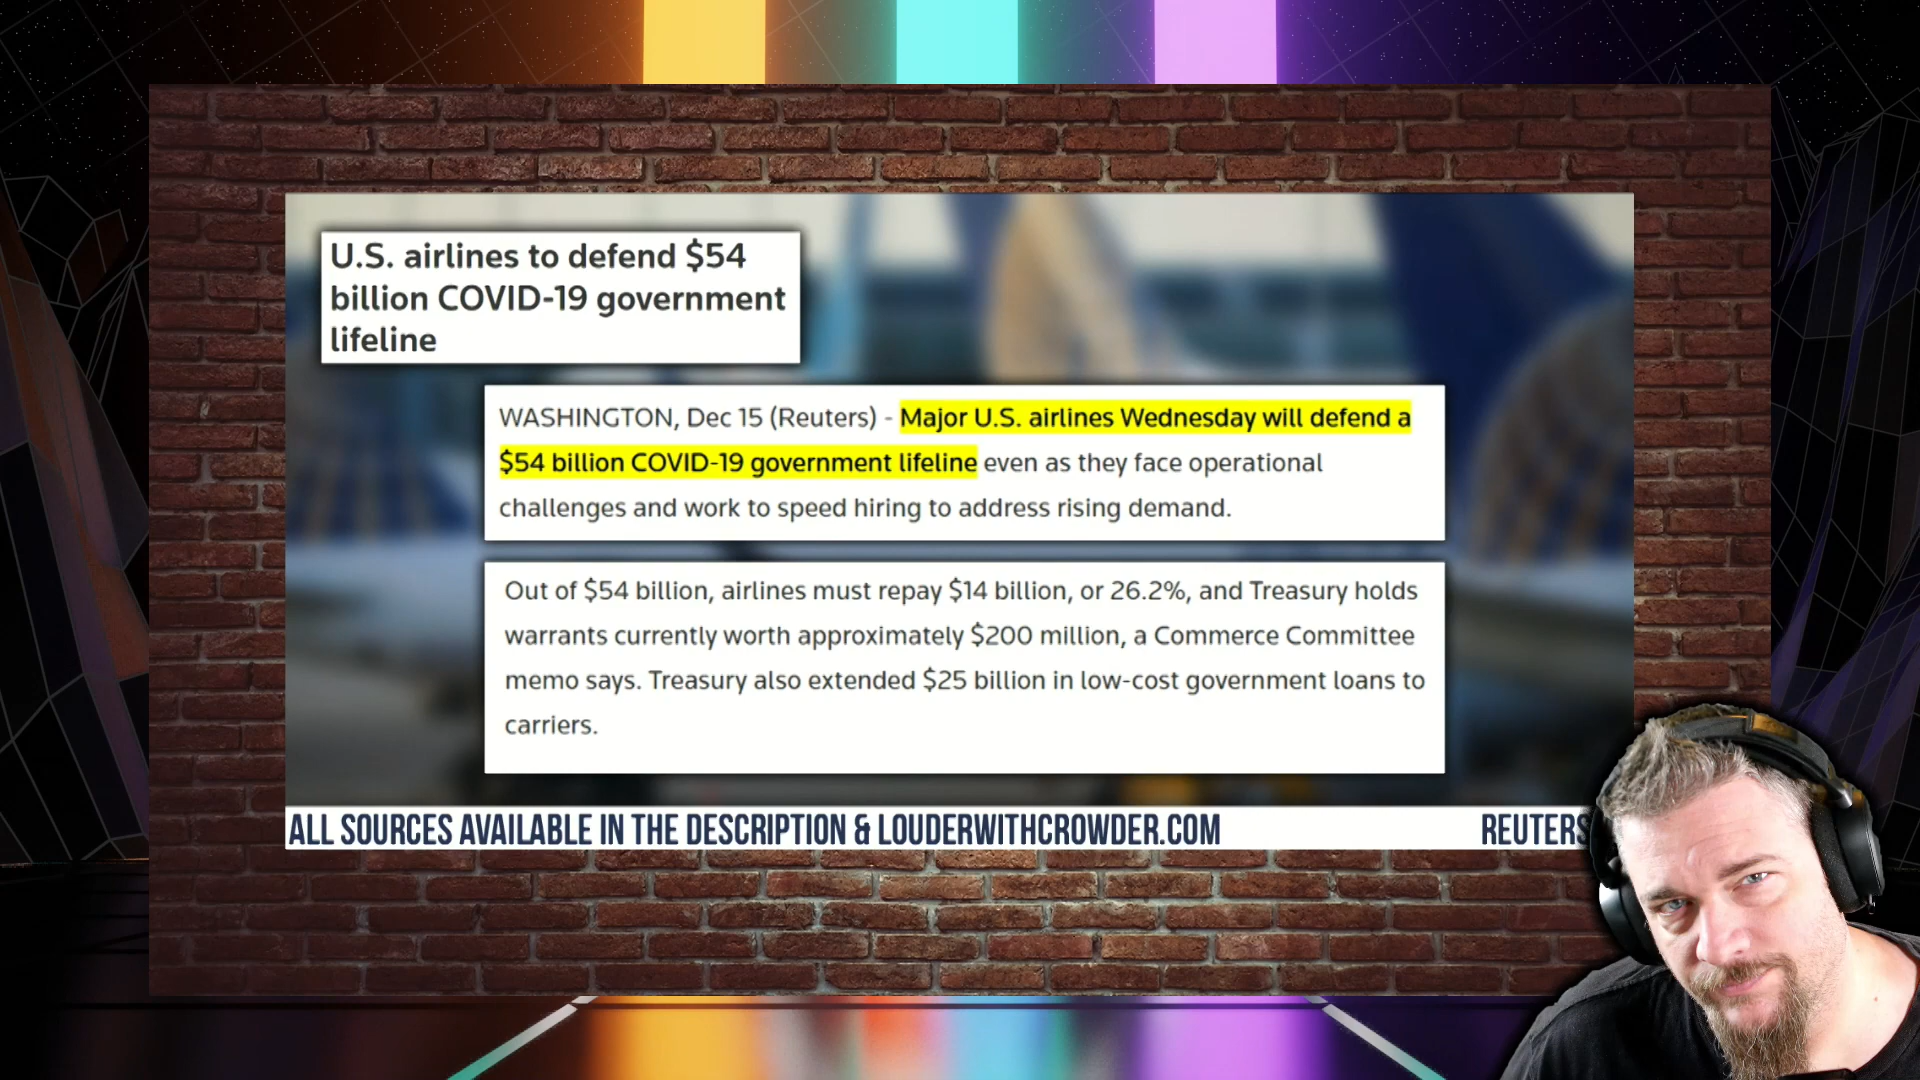 U.S. airlines to defend $54
billion COVID-19 government
lifeline
WASHINGTON, Dec 15 (Reuters) - Major U.S. airlines Wednesday will defend a
$54 billion COVID-19 government lifeline even as they face operational
challenges and work to speed hiring to address rising demand.
Out of $54 billion, airlines must repay $14 billion, or 26.2%, and Treasury holds
warrants currently worth approximately $200 million, a Commerce Committee
memo says. Treasury also extended $25 billion in low-cost government loans to
carriers.
ALL SOURCES AVAILABLE IN THE DESCRIPTION & LOUDERWITHCROWDER.COM
REUTERS